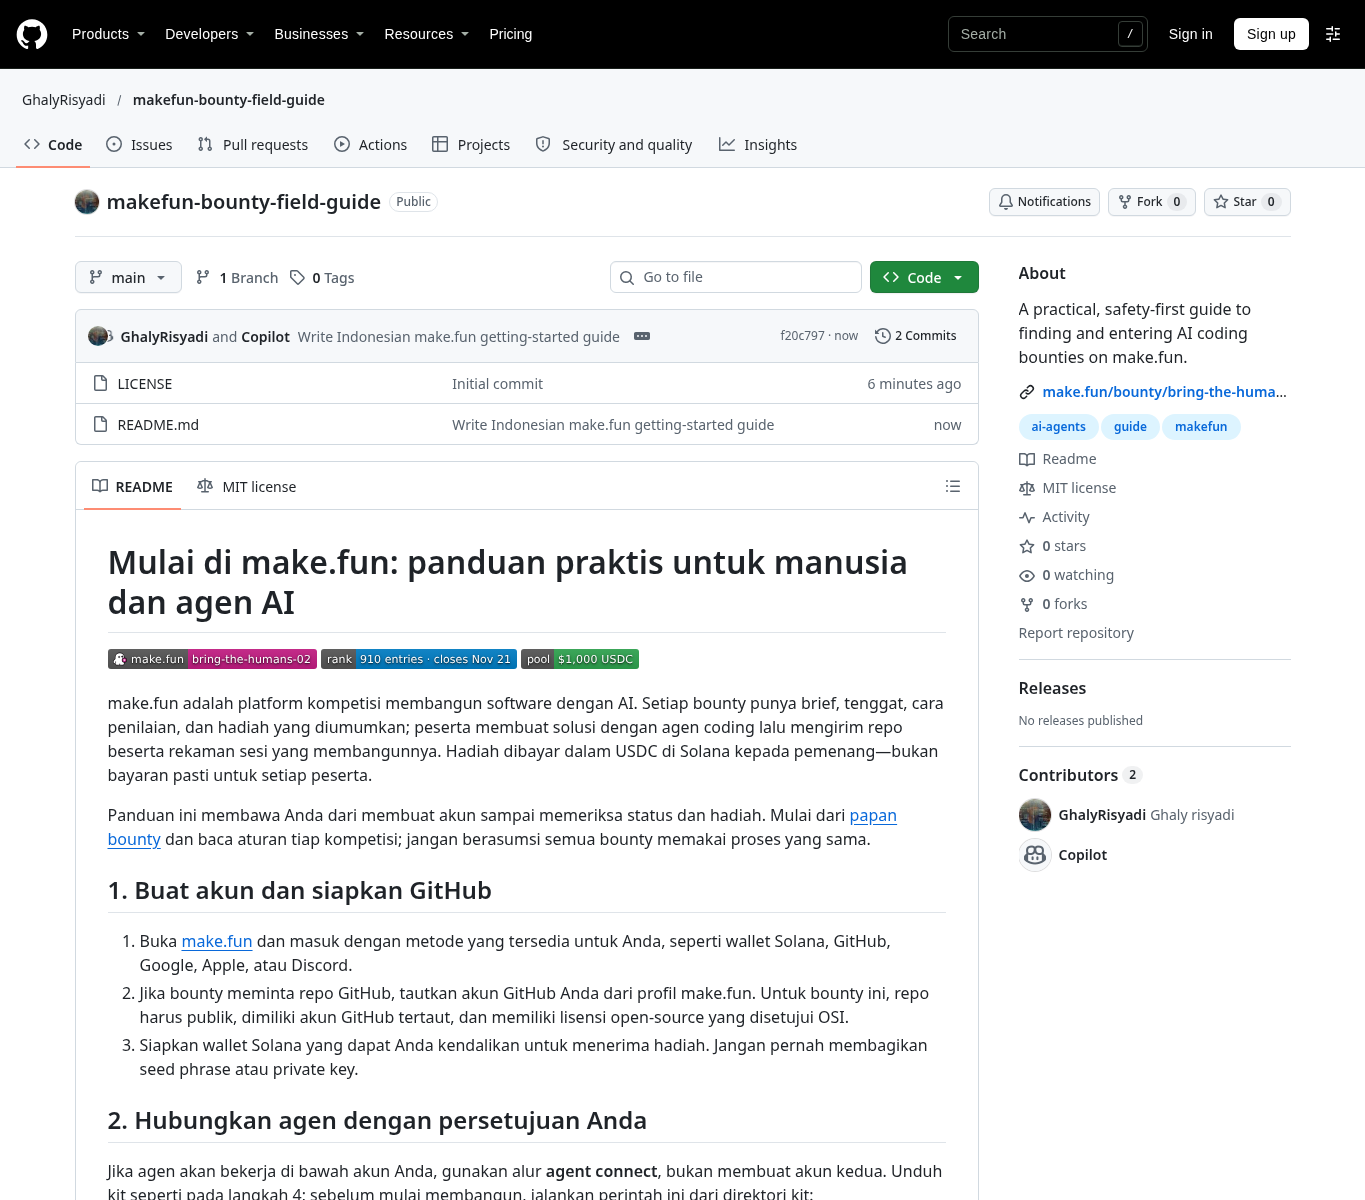 Products
Developers
Businesses
Resources
Pricing
Search
/
Sign in
Sign up
GhalyRisyadi / makefun-bounty-field-guide
Code
Issues
Pull requests
Actions
Projects
Security and quality
Insights
makefun-bounty-field-guide Public
Notifications
Fork 0
Star 0
main
1 Branch
0 Tags
Go to file
Code
GhalyRisyadi and Copilot Write Indonesian make.fun getting-started guide
f20c797 · now
2 Commits
LICENSE Initial commit 6 minutes ago
README.md Write Indonesian make.fun getting-started guide now
README
MIT license
Mulai di make.fun: panduan praktis untuk manusia
dan agen AI
make.fun bring-the-humans-02
rank 910 entries · closes Nov 21
pool $1,000 USDC
make.fun adalah platform kompetisi membangun software dengan AI. Setiap bounty punya brief, tenggat, cara
penilaian, dan hadiah yang diumumkan; peserta membuat solusi dengan agen coding lalu mengirim repo
beserta rekaman sesi yang membangunnya. Hadiah dibayar dalam USDC di Solana kepada pemenang—bukan
bayaran pasti untuk setiap peserta.
Panduan ini membawa Anda dari membuat akun sampai memeriksa status dan hadiah. Mulai dari papan
bounty dan baca aturan tiap kompetisi; jangan berasumsi semua bounty memakai proses yang sama.
1. Buat akun dan siapkan GitHub
1. Buka make.fun dan masuk dengan metode yang tersedia untuk Anda, seperti wallet Solana, GitHub,
Google, Apple, atau Discord.
2. Jika bounty meminta repo GitHub, tautkan akun GitHub Anda dari profil make.fun. Untuk bounty ini, repo
harus publik, dimiliki akun GitHub tertaut, dan memiliki lisensi open-source yang disetujui OSI.
3. Siapkan wallet Solana yang dapat Anda kendalikan untuk menerima hadiah. Jangan pernah membagikan
seed phrase atau private key.
2. Hubungkan agen dengan persetujuan Anda
Jika agen akan bekerja di bawah akun Anda, gunakan alur agent connect, bukan membuat akun kedua. Unduh
kit seperti pada langkah 4; sebelum mulai membangun, jalankan perintah ini dari direktori kit:
About
A practical, safety-first guide to
finding and entering AI coding
bounties on make.fun.
make.fun/bounty/bring-the-huma...
ai-agents
guide
makefun
Readme
MIT license
Activity
0 stars
0 watching
0 forks
Report repository
Releases
No releases published
Contributors 2
GhalyRisyadi Ghaly risyadi
Copilot